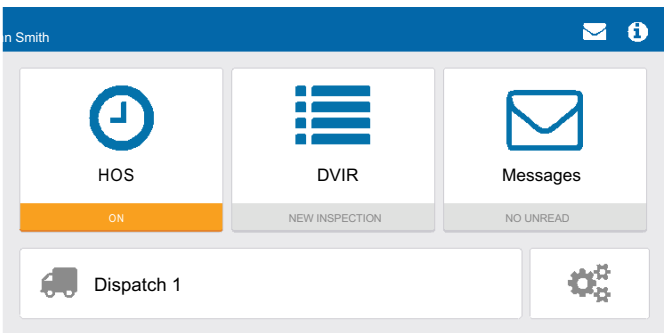 n Smith
HOS
DVIR
Messages
ON
NEW INSPECTION
NO UNREAD
Dispatch 1